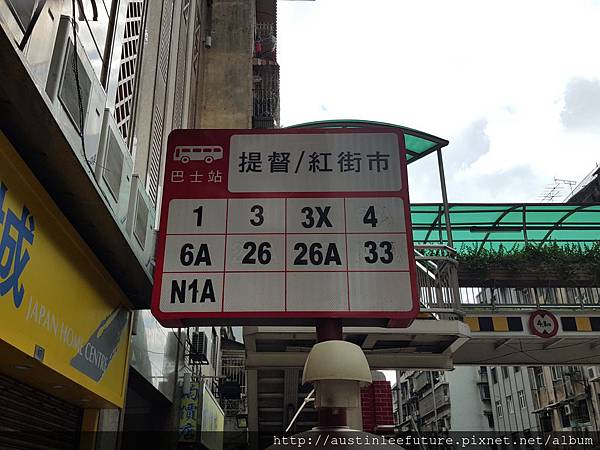 提督/紅街市
巴士站
1 3 3X 4
6A 26 26A 33
N1A
城
JAPAN HOME CENTRE
http://austinleefuture.pixnet.net/album